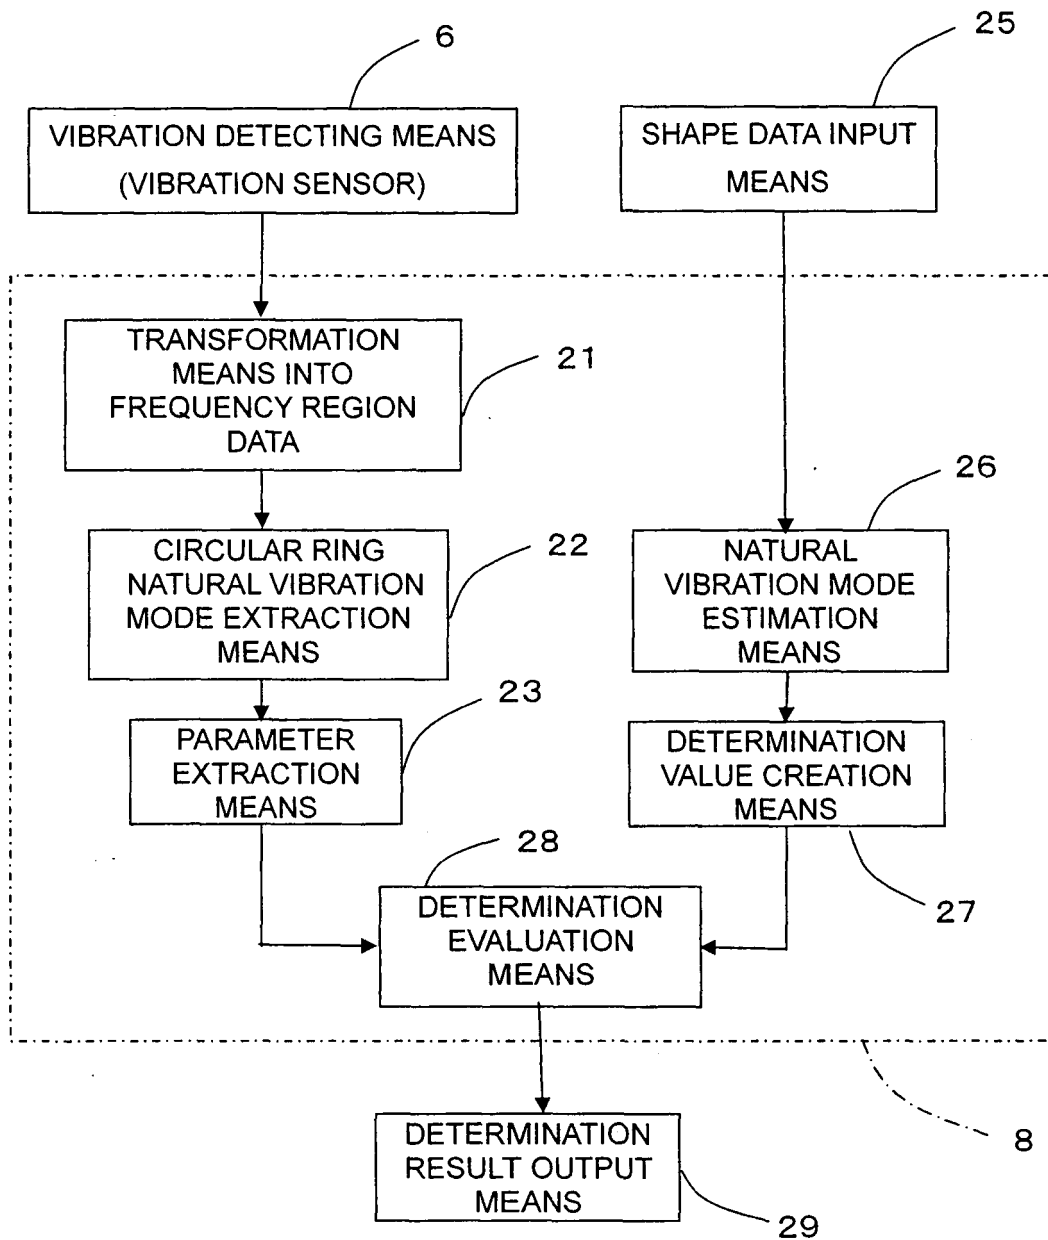 6
25
VIBRATION DETECTING MEANS
(VIBRATION SENSOR)
SHAPE DATA INPUT
MEANS
TRANSFORMATION
MEANS INTO
FREQUENCY REGION
DATA
21
26
CIRCULAR RING
NATURAL VIBRATION
MODE EXTRACTION
MEANS
22
NATURAL
VIBRATION MODE
ESTIMATION
MEANS
23
PARAMETER
EXTRACTION
MEANS
DETERMINATION
VALUE CREATION
MEANS
28
27
DETERMINATION
EVALUATION
MEANS
8
DETERMINATION
RESULT OUTPUT
MEANS
29